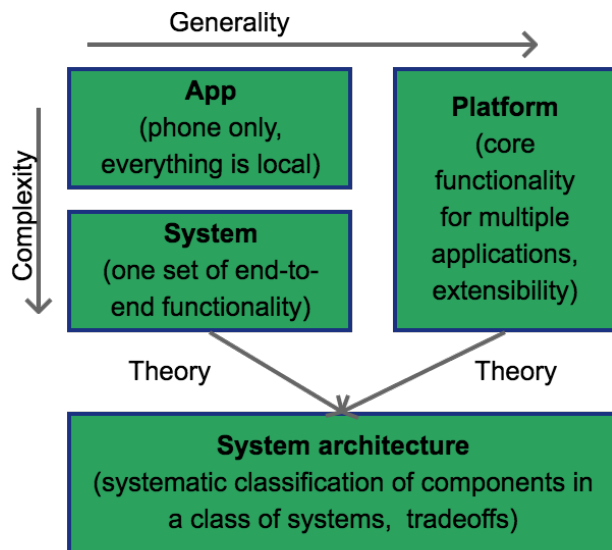 Generality
Complexity
App
(phone only,
everything is local)
System
(one set of end-to-
end functionality)
Platform
(core
functionality
for multiple
applications,
extensibility)
Theory
Theory
System architecture
(systematic classification of components in
a class of systems,  tradeoffs)